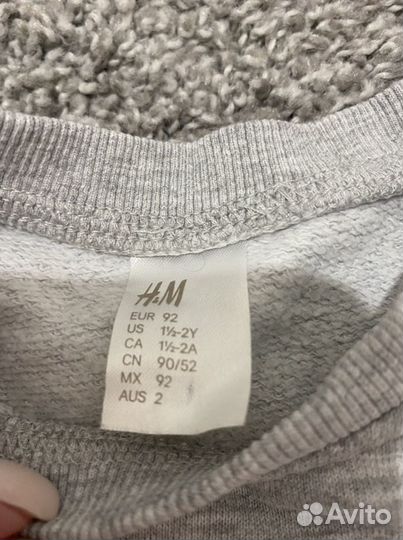 H&M
EUR 92
US 1½-2Y
CA 1½-2A
CN 90/52
MX 92
AUS 2
Avito